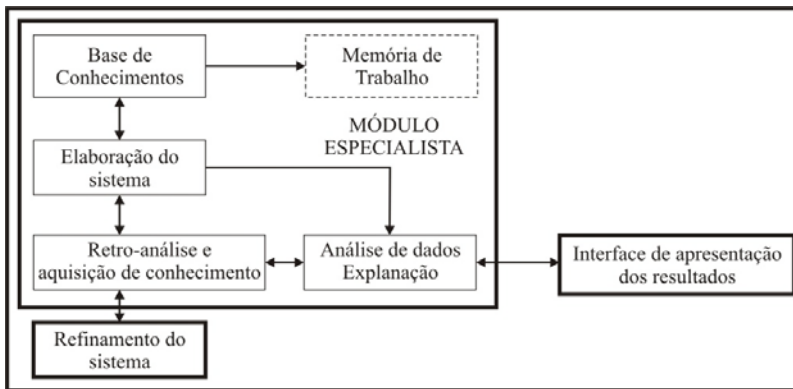 Base de
Conhecimentos
Memória de
Trabalho
MÓDULO
ESPECIALISTA
Elaboração do
sistema
Retro-análise e
aquisição de conhecimento
Análise de dados
Explanação
Interface de apresentação
dos resultados
Refinamento do
sistema